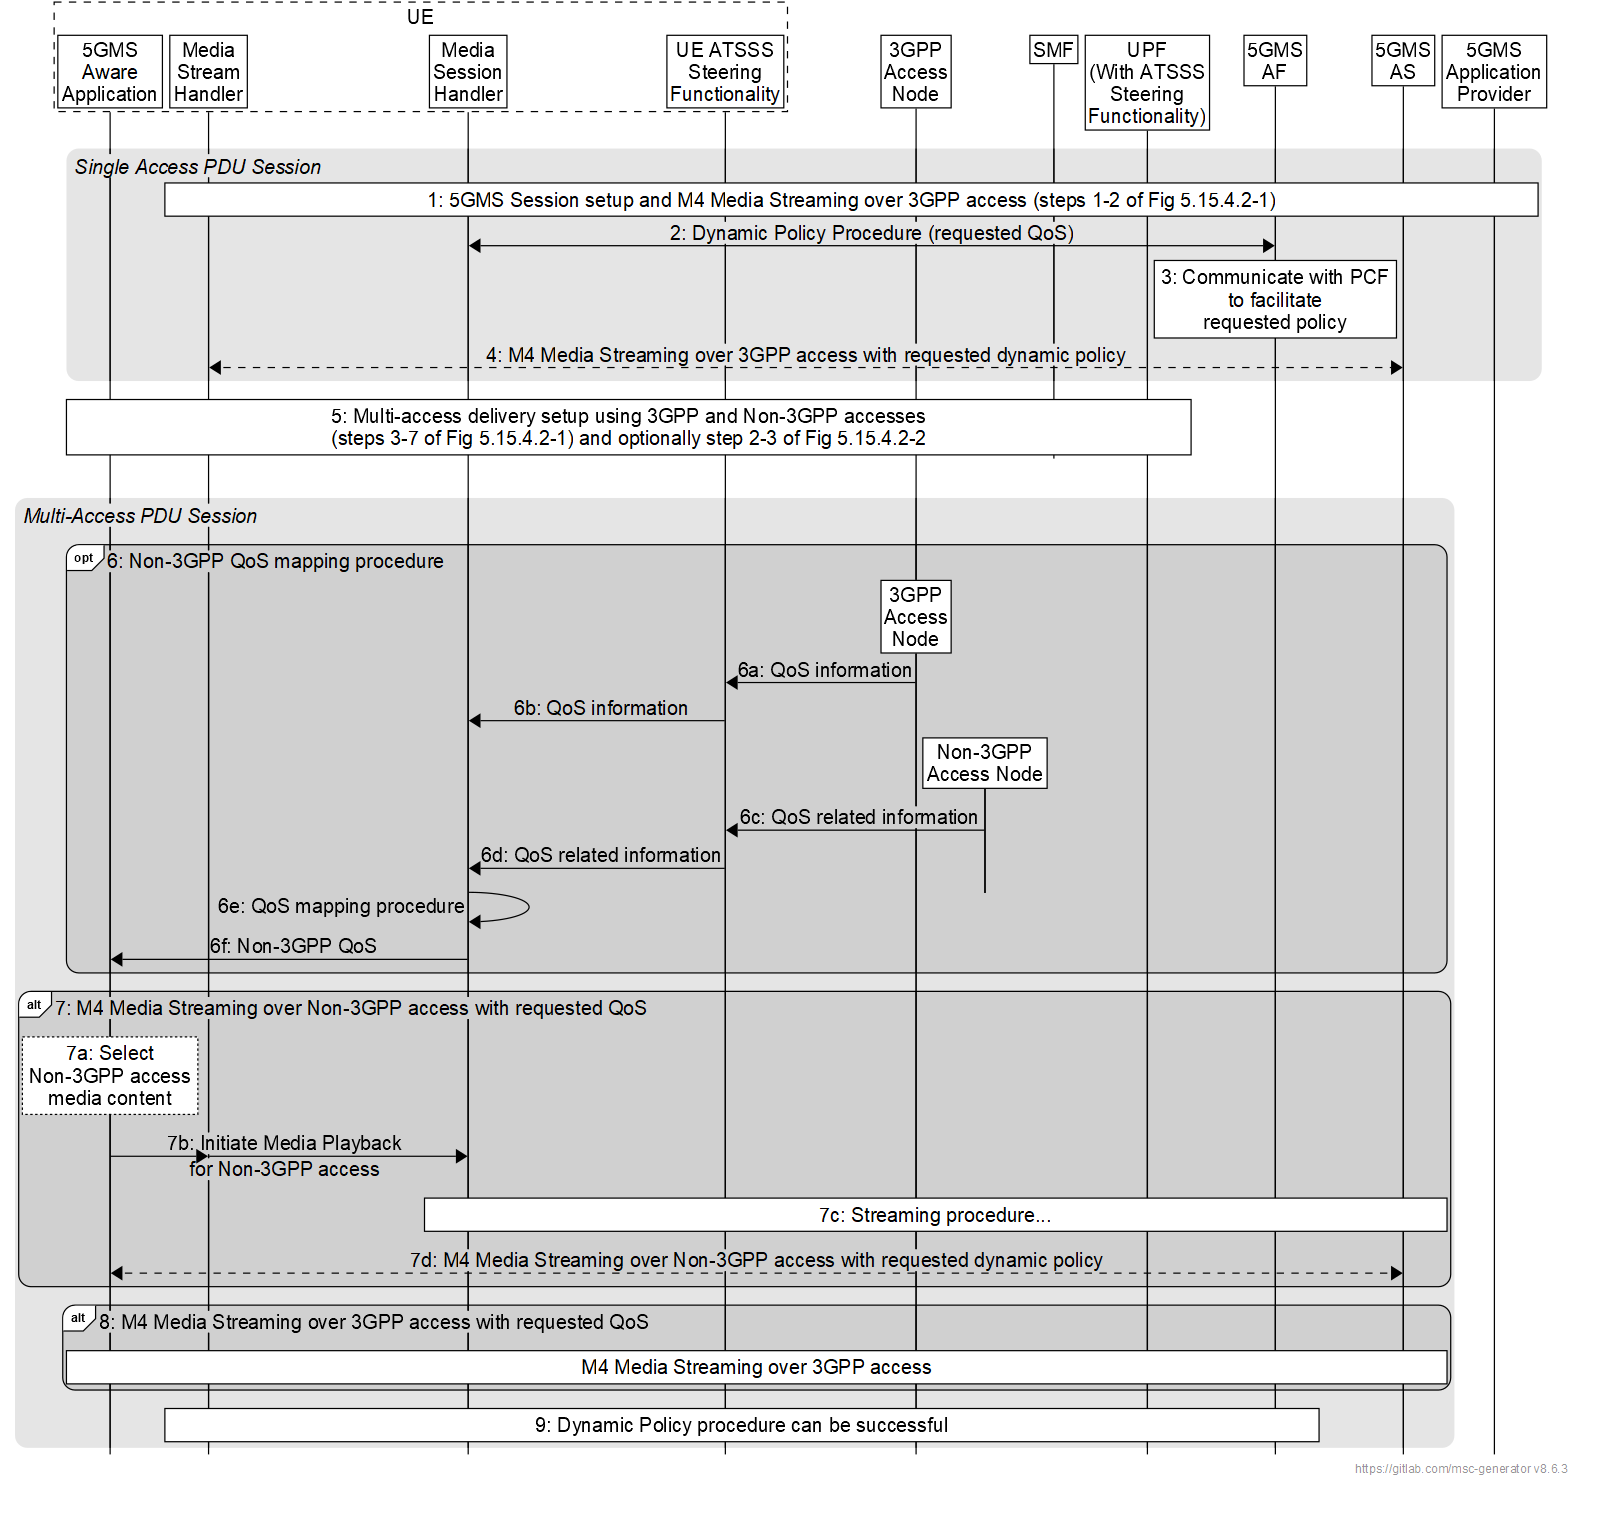 UE
5GMS
Aware
Application
Media
Stream
Handler
Media
Session
Handler
UE ATSSS
Steering
Functionality
3GPP
Access
Node
SMF
UPF
(With ATSSS
Steering
Functionality)
5GMS
AF
5GMS
AS
5GMS
Application
Provider
Single Access PDU Session
1: 5GMS Session setup and M4 Media Streaming over 3GPP access (steps 1-2 of Fig 5.15.4.2-1)
2: Dynamic Policy Procedure (requested QoS)
3: Communicate with PCF
to facilitate
requested policy
4: M4 Media Streaming over 3GPP access with requested dynamic policy
5: Multi-access delivery setup using 3GPP and Non-3GPP accesses
(steps 3-7 of Fig 5.15.4.2-1) and optionally step 2-3 of Fig 5.15.4.2-2
Multi-Access PDU Session
opt
6: Non-3GPP QoS mapping procedure
3GPP
Access
Node
6a: QoS information
6b: QoS information
Non-3GPP
Access Node
6c: QoS related information
6d: QoS related information
6e: QoS mapping procedure
6f: Non-3GPP QoS
alt
7: M4 Media Streaming over Non-3GPP access with requested QoS
7a: Select
Non-3GPP access
media content
7b: Initiate Media Playback
for Non-3GPP access
7c: Streaming procedure...
7d: M4 Media Streaming over Non-3GPP access with requested dynamic policy
alt
8: M4 Media Streaming over 3GPP access with requested QoS
M4 Media Streaming over 3GPP access
9: Dynamic Policy procedure can be successful
https://gitlab.com/msc-generator v8.6.3